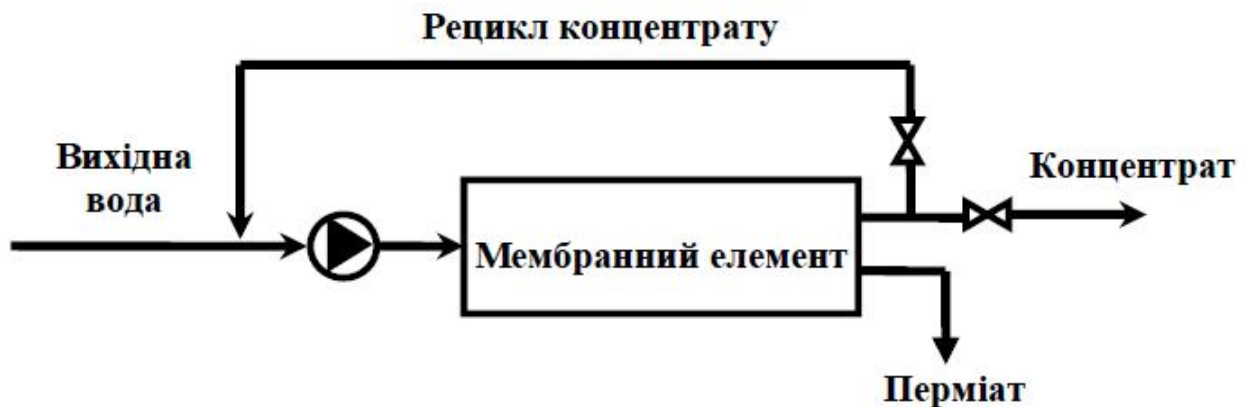 Рецикл концентрату
Вихідна
вода
Концентрат
Мембранний елемент
Перміат